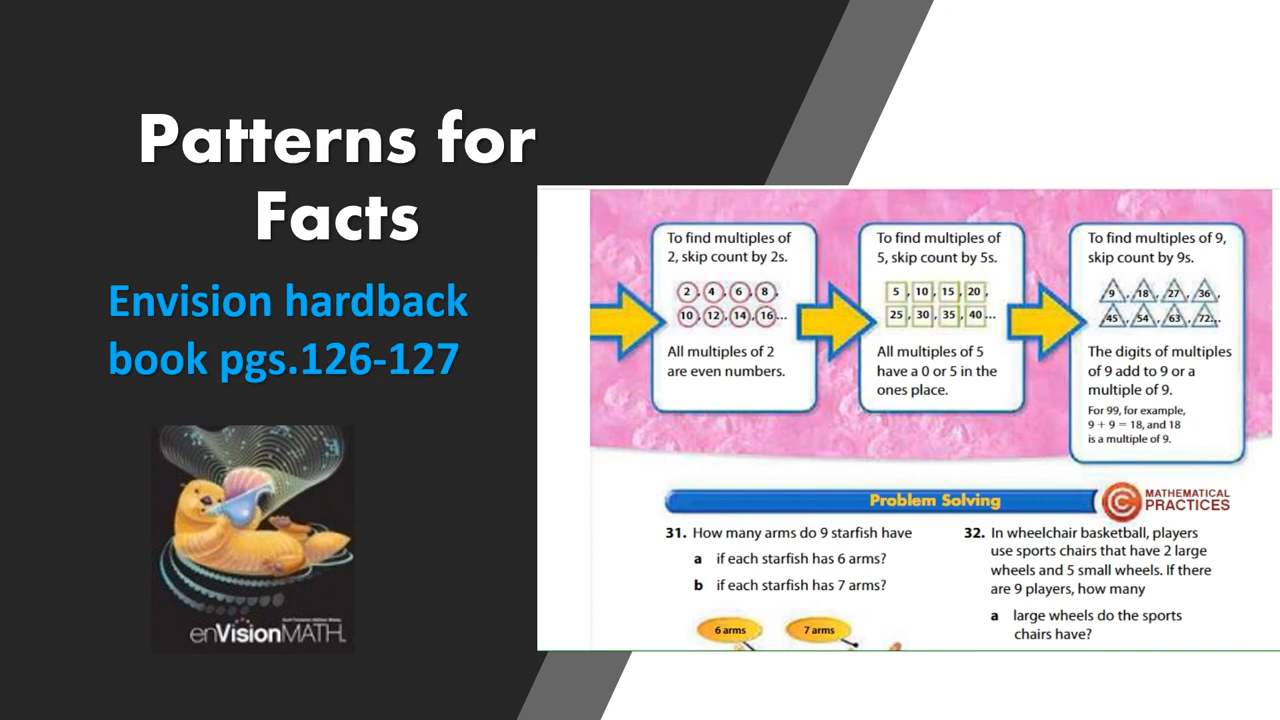 Patterns for
Facts
Envision hardback
book pgs.126-127
enVisionMATH
To find multiples of
2, skip count by 2s.
2, 4, 6, 8,
10, 12, 14, 16...
All multiples of 2
are even numbers.
To find multiples of
5, skip count by 5s.
5, 10, 15, 20,
25, 30, 35, 40...
All multiples of 5
have a 0 or 5 in the
ones place.
To find multiples of 9,
skip count by 9s.
9, 18, 27, 36,
45, 54, 63, 72...
The digits of multiples
of 9 add to 9 or a
multiple of 9.
For 99, for example,
9 + 9 = 18, and 18
is a multiple of 9.
Problem Solving
C MATHEMATICAL
PRACTICES
31. How many arms do 9 starfish have
a if each starfish has 6 arms?
b if each starfish has 7 arms?
6 arms
7 arms
32. In wheelchair basketball, players
use sports chairs that have 2 large
wheels and 5 small wheels. If there
are 9 players, how many
a large wheels do the sports
chairs have?